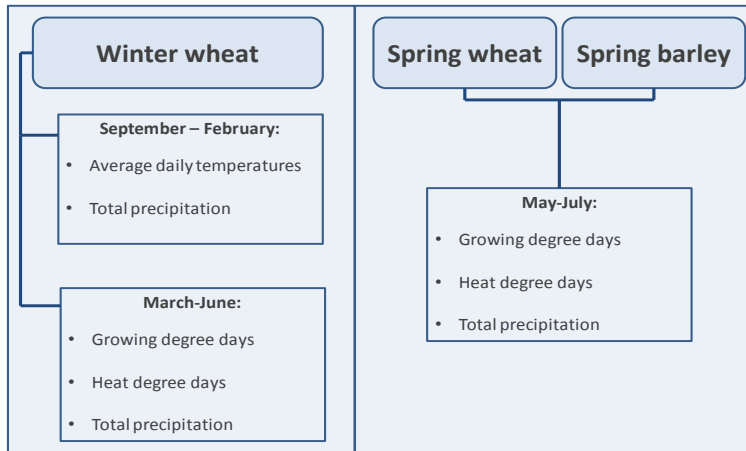 Winter wheat
September – February:
• Average daily temperatures
• Total precipitation
March-June:
• Growing degree days
• Heat degree days
• Total precipitation
Spring wheat
Spring barley
May-July:
• Growing degree days
• Heat degree days
• Total precipitation